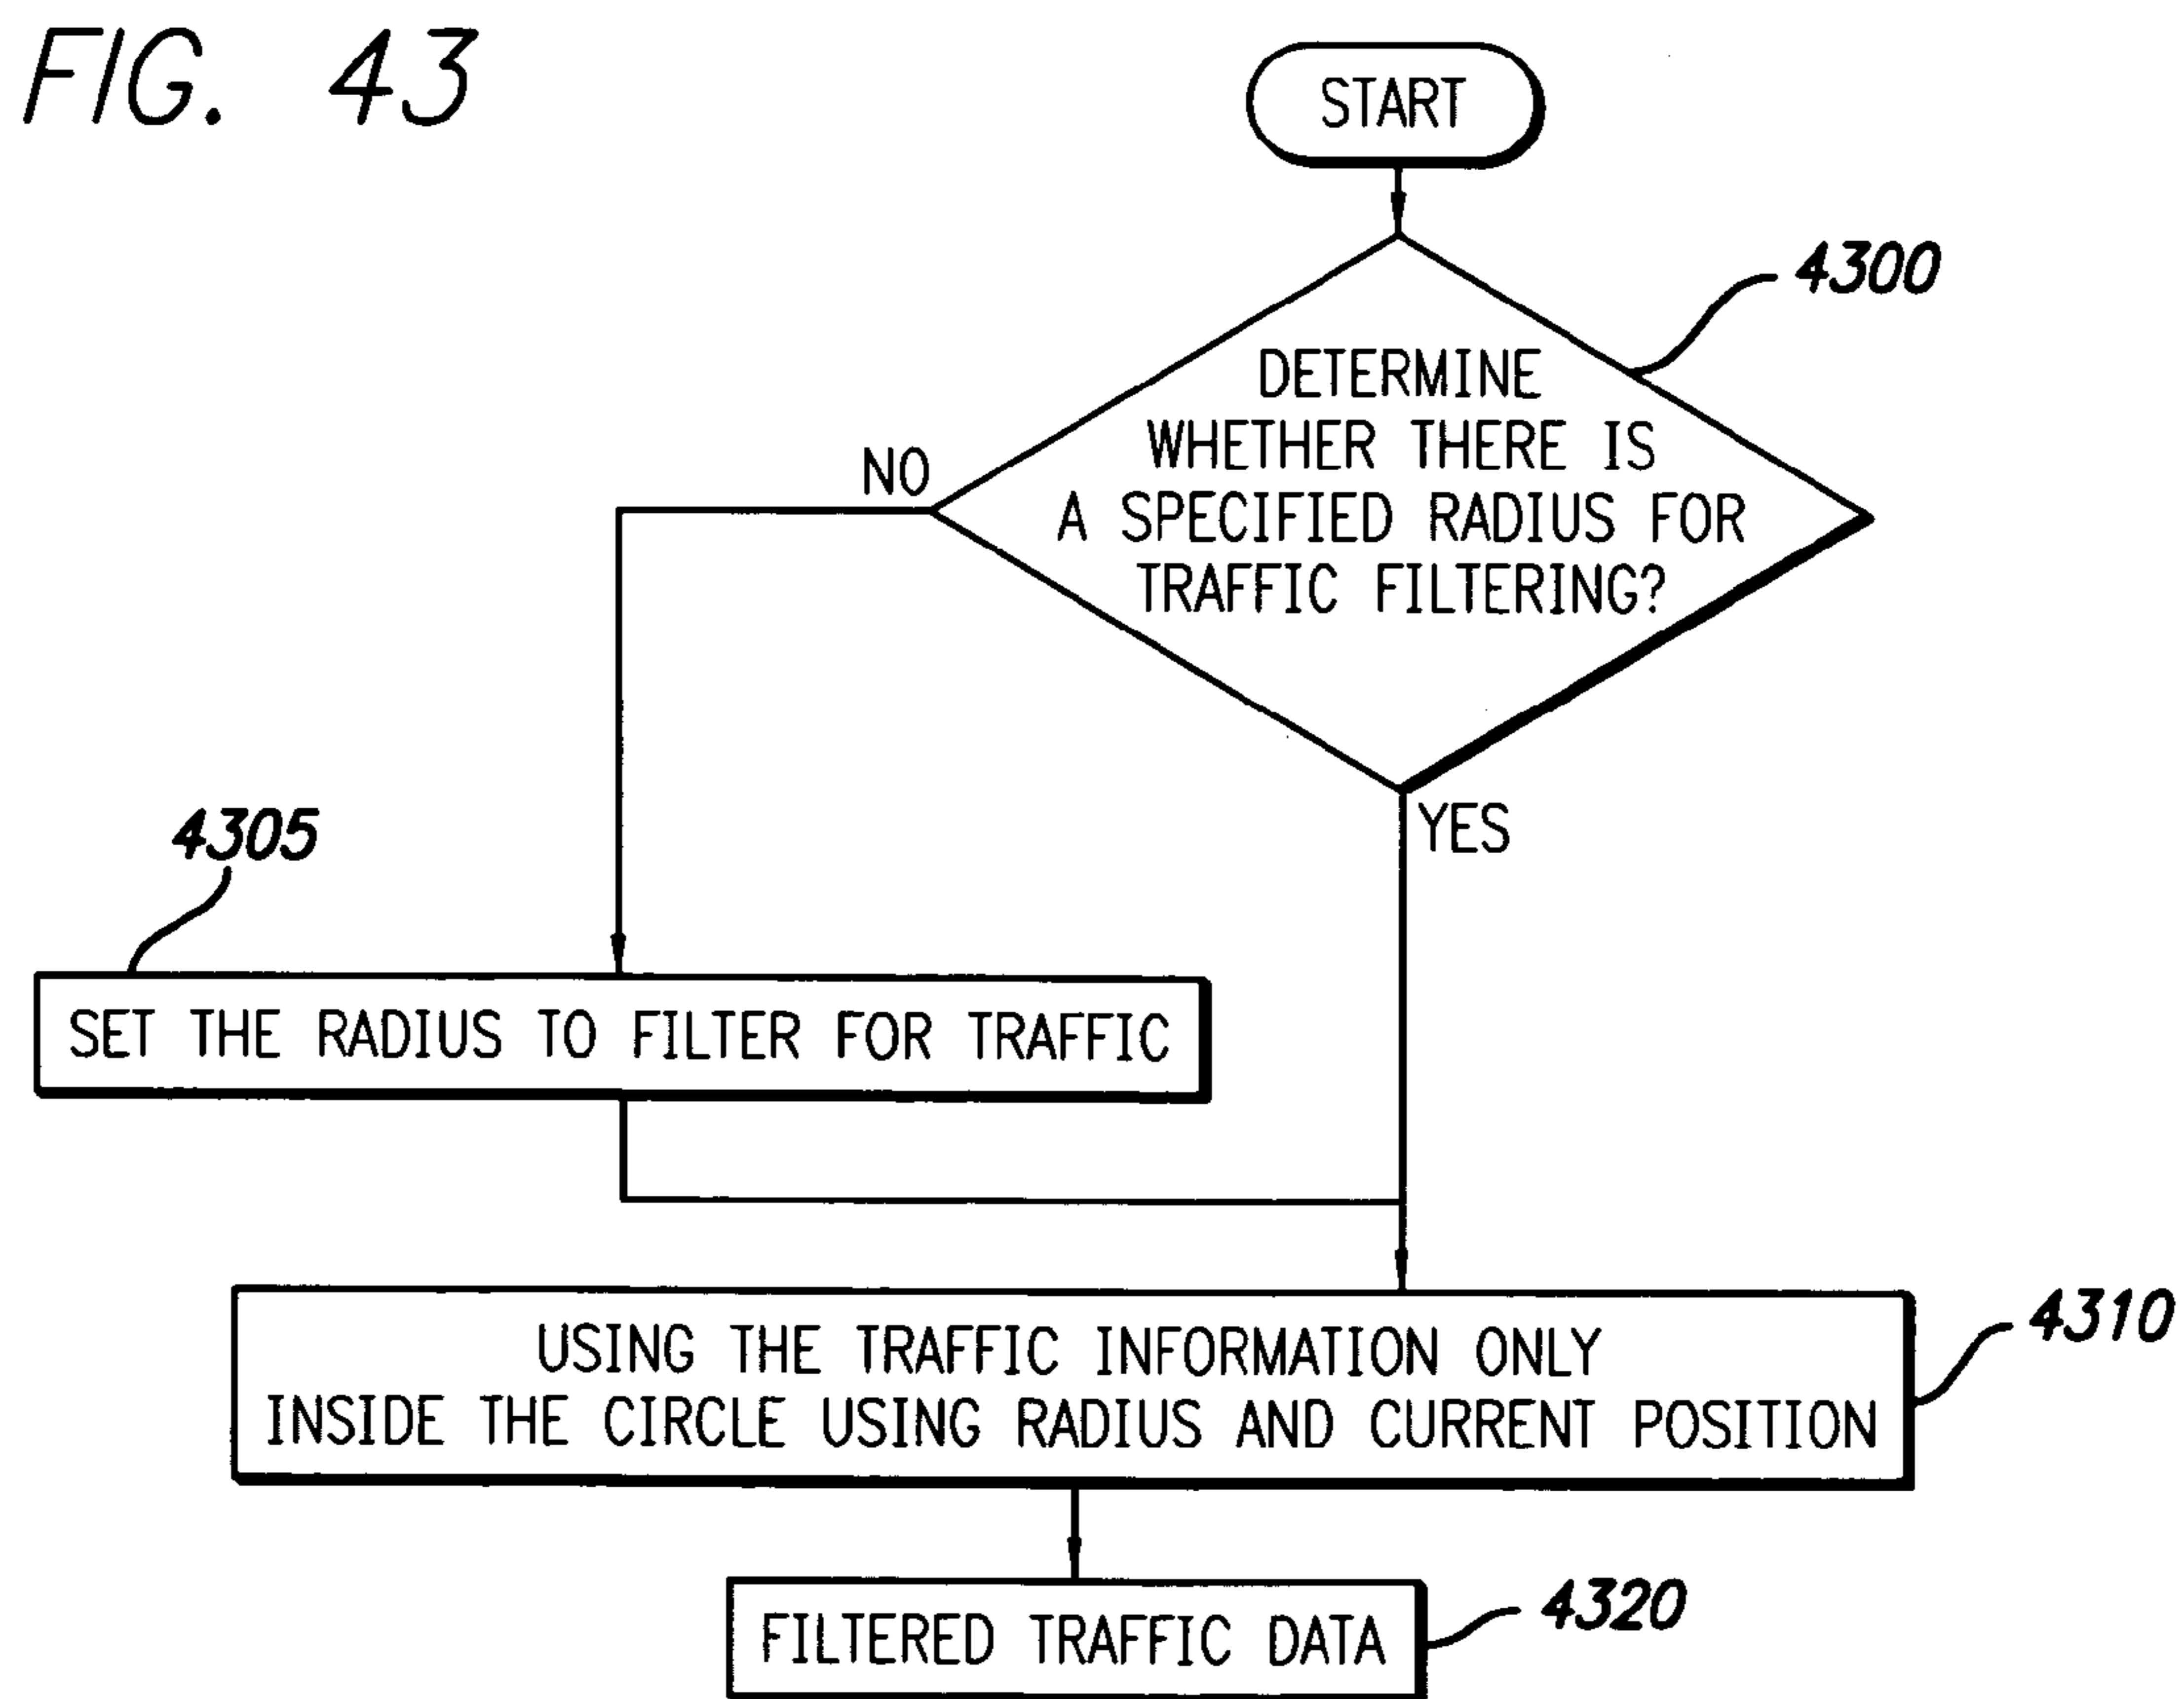 FIG. 43
START
4300
DETERMINE
WHETHER THERE IS
A SPECIFIED RADIUS FOR
TRAFFIC FILTERING?
NO
YES
4305
SET THE RADIUS TO FILTER FOR TRAFFIC
4310
USING THE TRAFFIC INFORMATION ONLY
INSIDE THE CIRCLE USING RADIUS AND CURRENT POSITION
4320
FILTERED TRAFFIC DATA